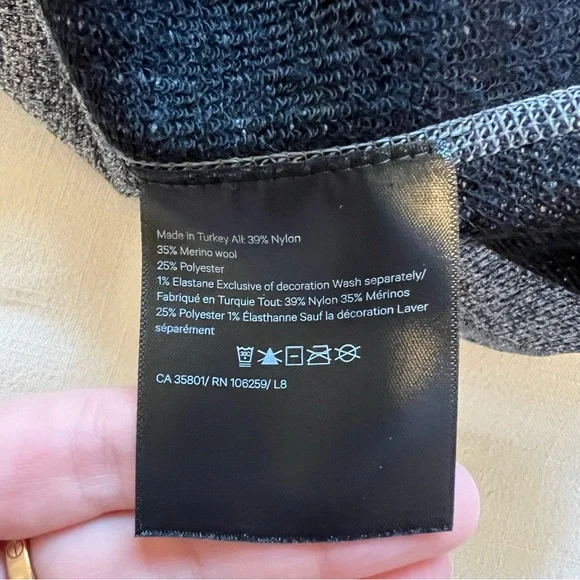 Made in Turkey All: 39% Nylon
35% Merino wool
25% Polyester
1% Elastane Exclusive of decoration Wash separately/
Fabriqué en Turquie Tout: 39% Nylon 35% Mérinos
25% Polyester 1% Élasthanne Sauf la décoration Laver
séparément
30C
CA 35801/ RN 106259/ L8